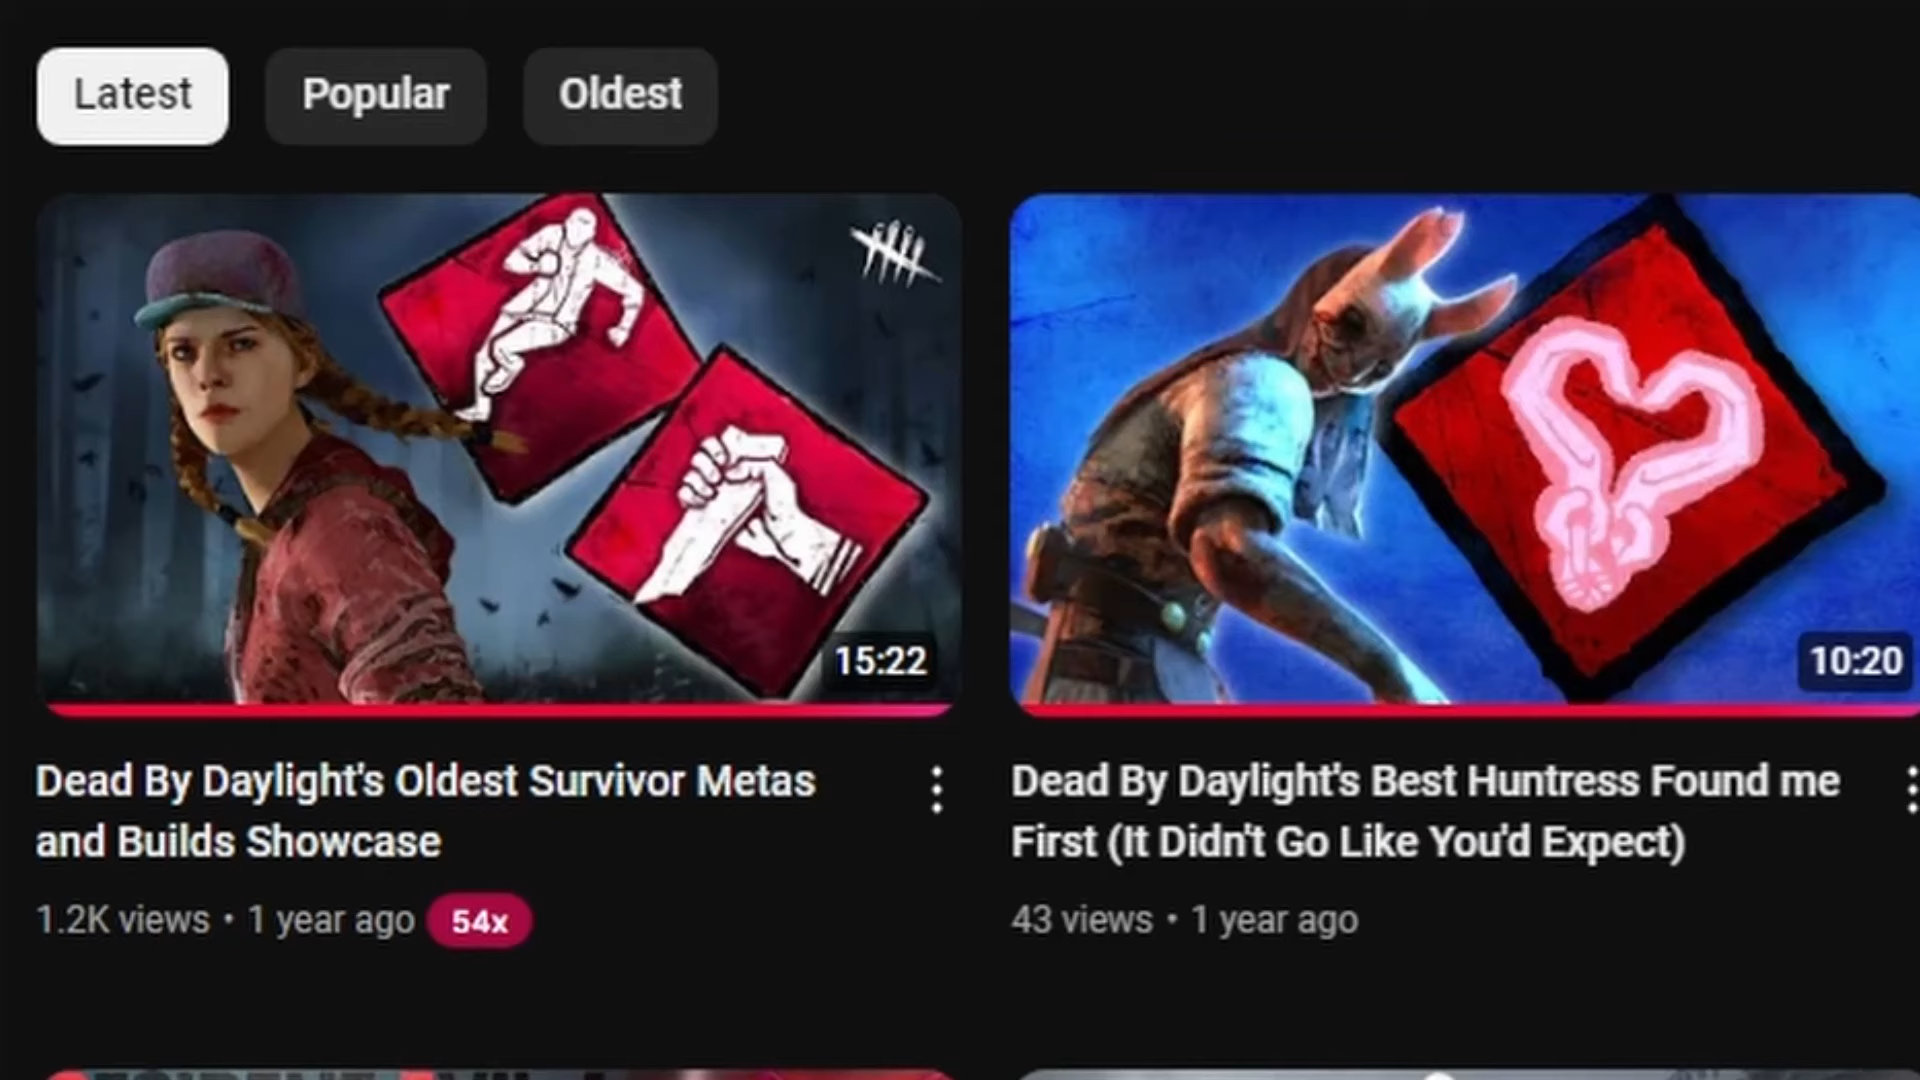 Latest
Popular
Oldest
15:22
10:20
Dead By Daylight's Oldest Survivor Metas
and Builds Showcase
1.2K views • 1 year ago 54x
Dead By Daylight's Best Huntress Found me
First (It Didn't Go Like You'd Expect)
43 views • 1 year ago